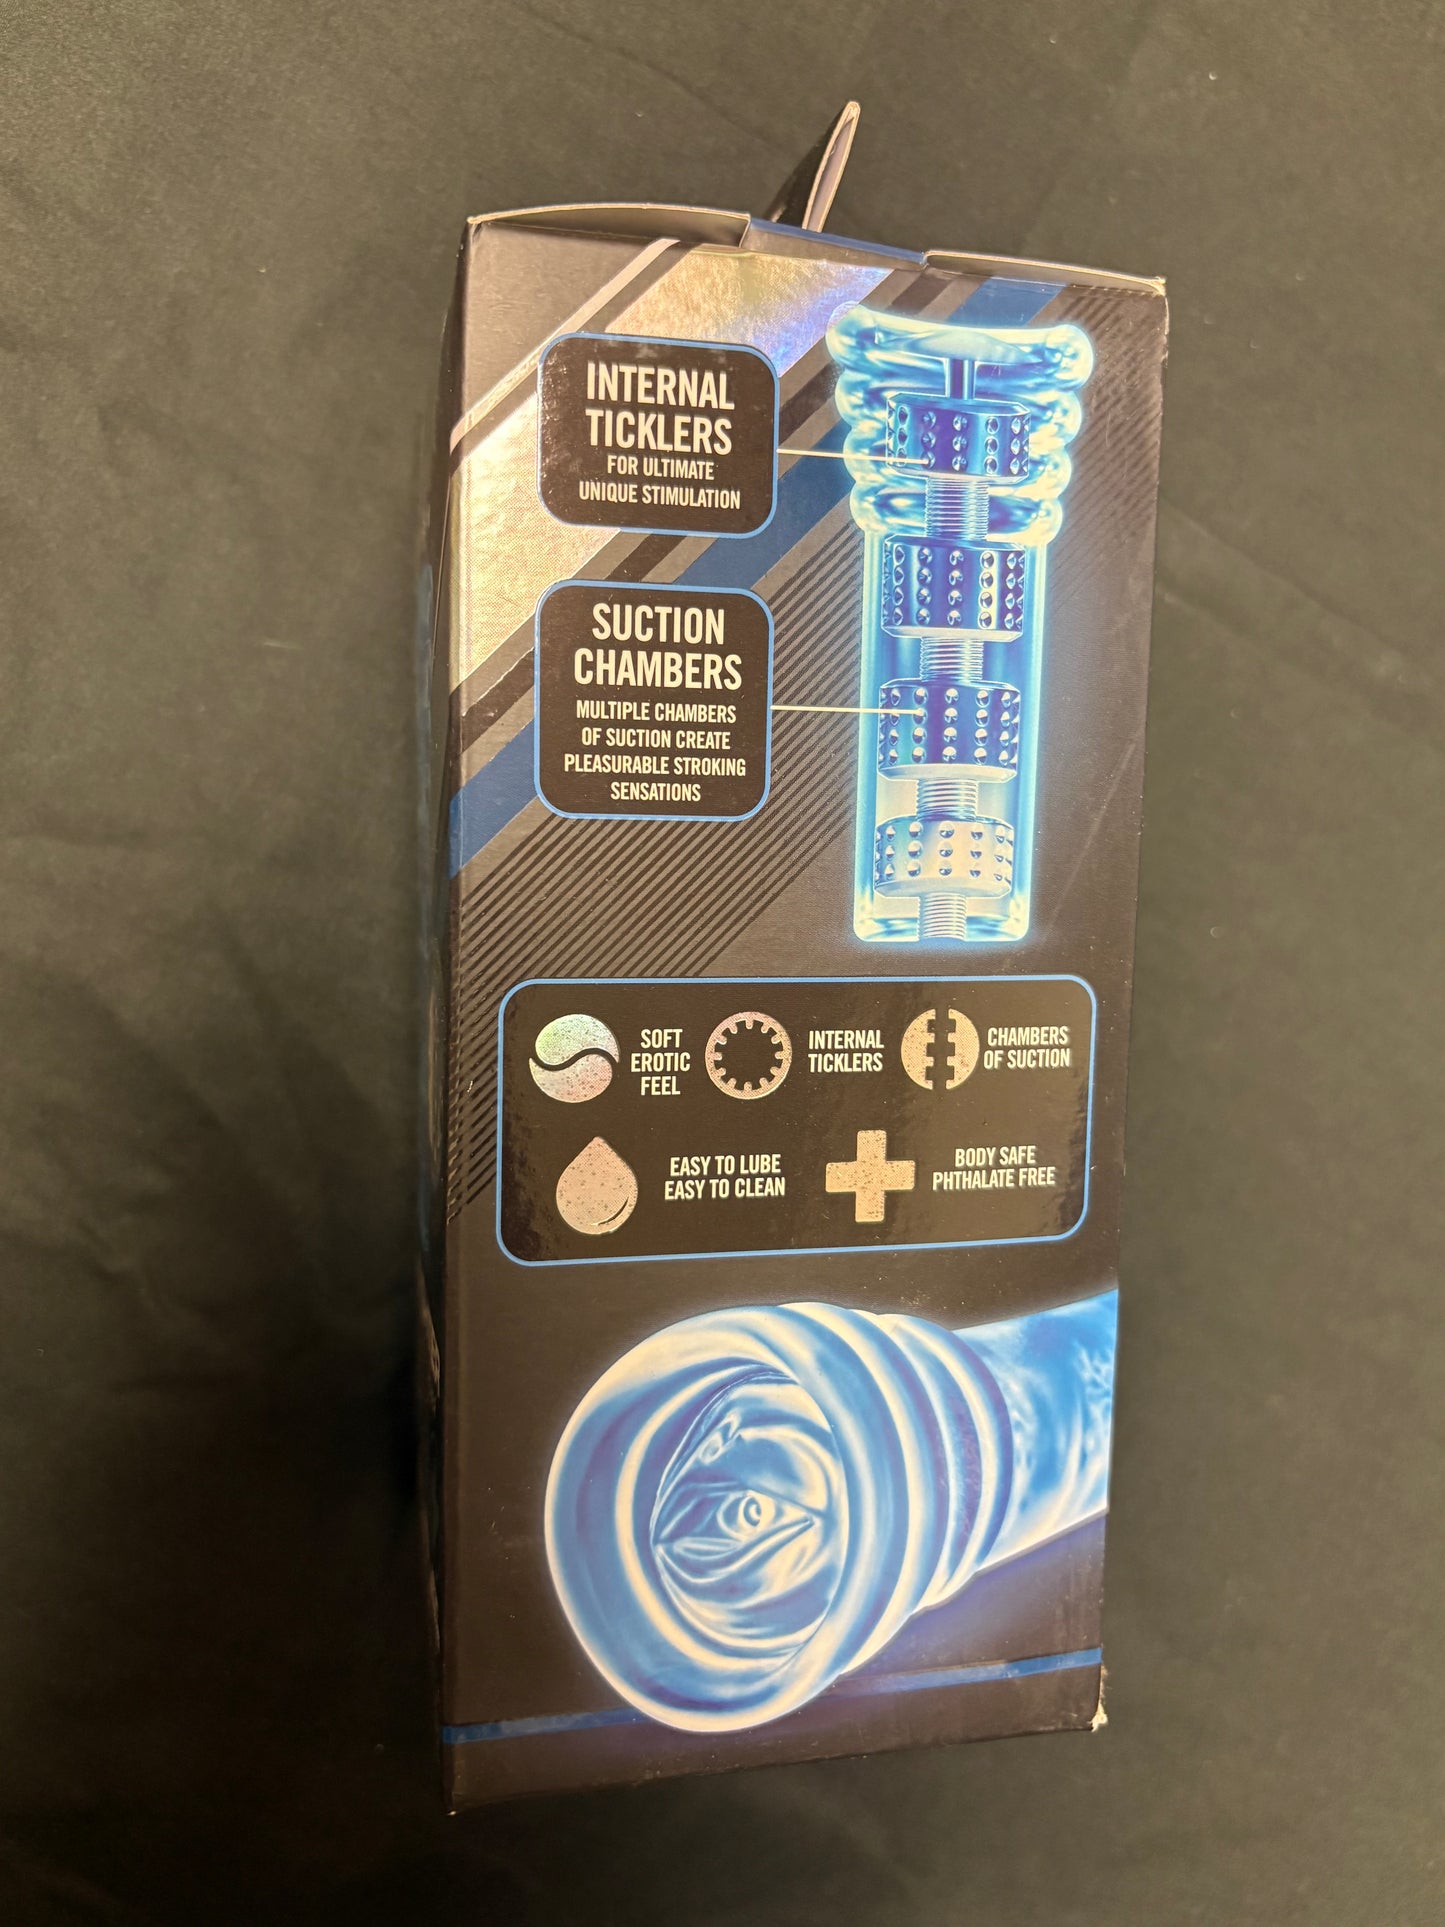 INTERNAL
TICKLERS
FOR ULTIMATE
UNIQUE STIMULATION
SUCTION
CHAMBERS
MULTIPLE CHAMBERS
OF SUCTION CREATE
PLEASURABLE STROKING
SENSATIONS
SOFT
EROTIC
FEEL
INTERNAL
TICKLERS
CHAMBERS
OF SUCTION
EASY TO LUBE
EASY TO CLEAN
BODY SAFE
PHTHALATE FREE